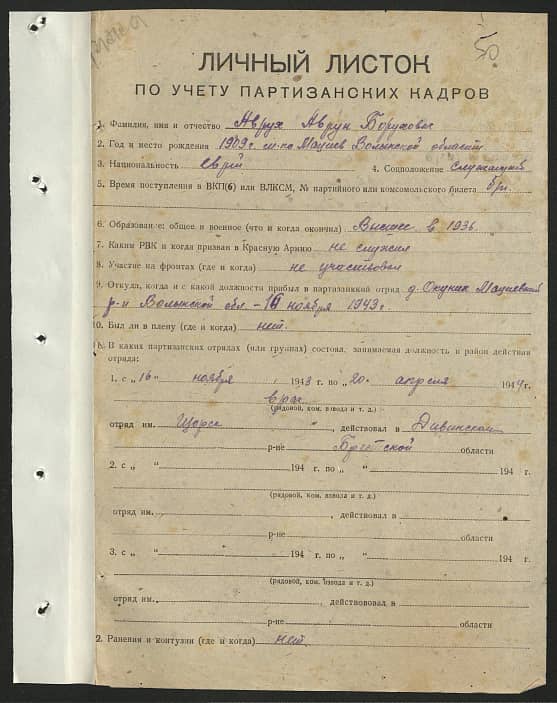 50
ЛИЧНЫЙ ЛИСТОК
ПО УЧЕТУ ПАРТИЗАНСКИХ КАДРОВ
1. Фамилия, имя и отчество Аврух Аврун Борухович
2. Год и место рождения 1909 г. м-ко Мациев Волынской области
3. Национальность еврей 4. Соцположение служащий
5. Время поступления в ВКП(б) или ВЛКСМ, № партийного или комсомольского билета б/п.
6. Образование: общее и военное (что и когда окончил) Высшее в 1936.
7. Каким РВК и когда призван в Красную Армию не служил
8. Участие на фронтах (где и когда) не участвовал
9. Откуда, когда и с какой должности прибыл в партизанский отряд д. Окунин Мациевский
р-н Волынской обл. - 16 ноября 1943 г.
10. Был ли в плену (где и когда) нет.
11. В каких партизанских отрядах (или группах) состоял, занимаемая должность и район действия
отряда:
1. с „16" ноября 1943 г. по „20" апреля 1944 г.
врач
(рядовой, ком. взвода и т. д.)
отряд им. Щорса, действовал в Дивинском
р-не Брестской области
2. с „ " 194 г. по „ " 194 г.
(рядовой, ком. взвода и т. д.)
отряд им. , действовал в
р-не области
3. с „ " 194 г. по „ " 194 г.
(рядовой, ком. взвода и т. д.)
отряд им. , действовал в
р-не области
2. Ранения и контузии (где и когда) нет.